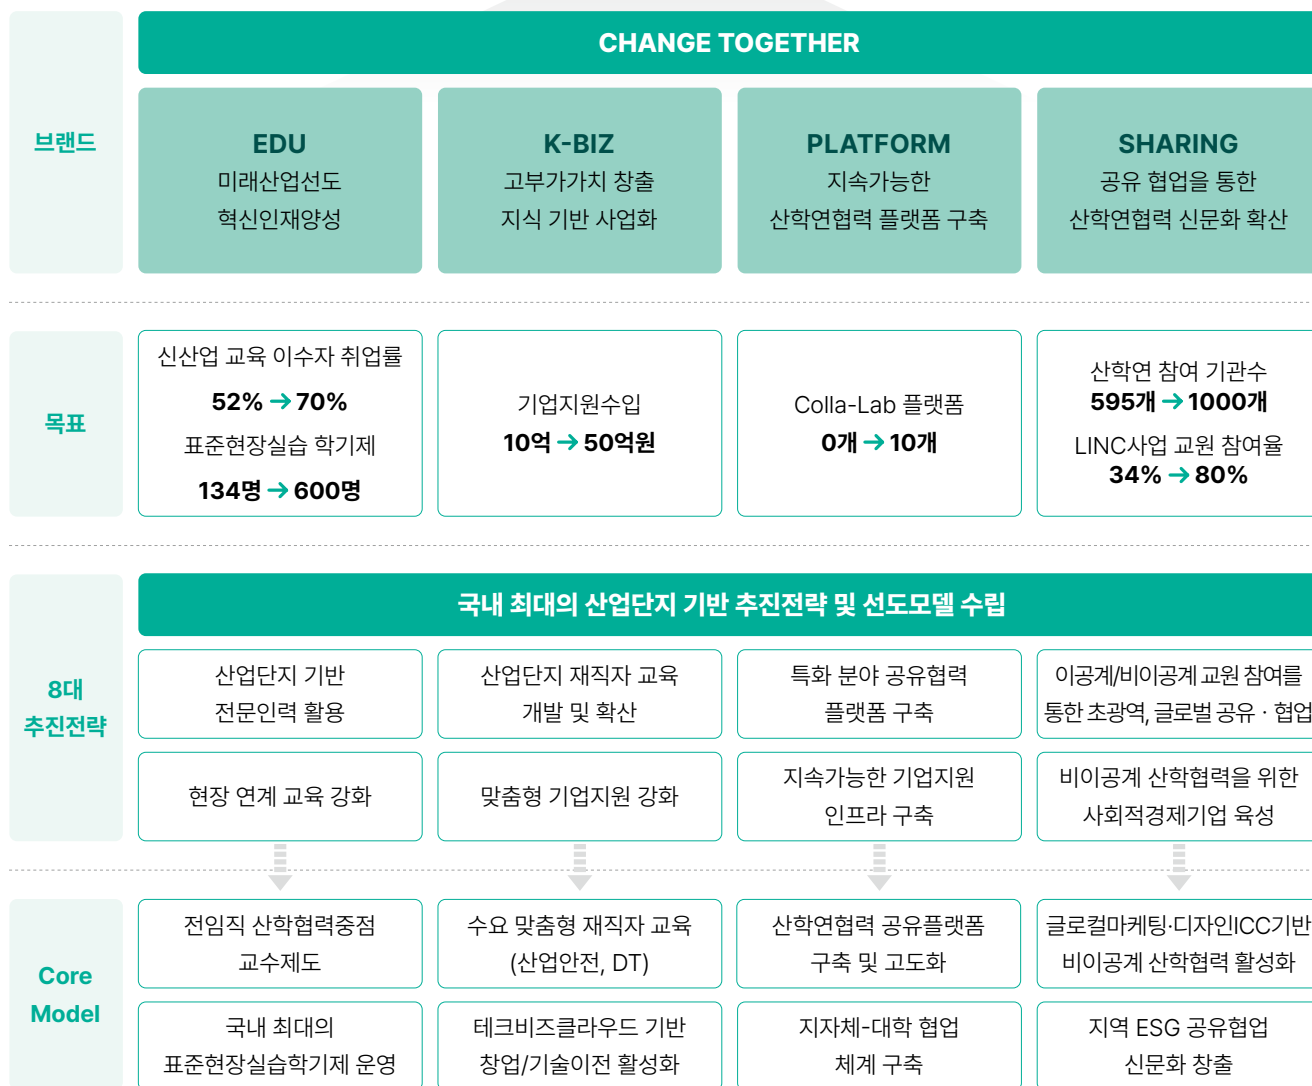 브랜드
CHANGE TOGETHER
EDU
미래산업선도
혁신인재양성
K-BIZ
고부가가치 창출
지식 기반 사업화
PLATFORM
지속가능한
산학연협력 플랫폼 구축
SHARING
공유 협업을 통한
산학연협력 신문화 확산
목표
신산업 교육 이수자 취업률
52% → 70%
표준현장실습 학기제
134명 → 600명
기업지원수입
10억 → 50억원
Colla-Lab 플랫폼
0개 → 10개
산학연 참여 기관수
595개 → 1000개
LINC사업 교원 참여율
34% → 80%
8대
추진전략
국내 최대의 산업단지 기반 추진전략 및 선도모델 수립
산업단지 기반
전문인력 활용
산업단지 재직자 교육
개발 및 확산
특화 분야 공유협력
플랫폼 구축
이공계/비이공계 교원 참여를
통한 초광역, 글로벌 공유 · 협업
현장 연계 교육 강화
맞춤형 기업지원 강화
지속가능한 기업지원
인프라 구축
비이공계 산학협력을 위한
사회적경제기업 육성
Core
Model
전임직 산학협력중점
교수제도
수요 맞춤형 재직자 교육
(산업안전, DT)
산학연협력 공유플랫폼
구축 및 고도화
글로컬마케팅·디자인ICC기반
비이공계 산학협력 활성화
국내 최대의
표준현장실습학기제 운영
테크비즈클라우드 기반
창업/기술이전 활성화
지자체-대학 협업
체계 구축
지역 ESG 공유협업
신문화 창출